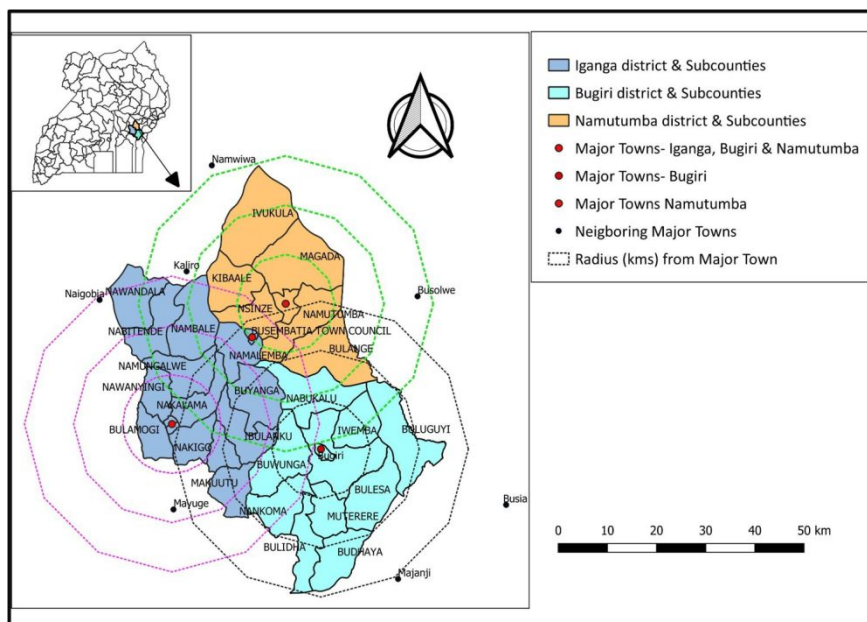 Iganga district & Subcounties
Bugiri district & Subcounties
Namutumba district & Subcounties
Major Towns- Iganga, Bugiri & Namutumba
Major Towns- Bugiri
Major Towns Namutumba
Neigboring Major Towns
Radius (kms) from Major Town
Namwiwa
IVUKULA
MAGADA
Kaliro
KIBAALE
NAWANDALA
Naigobia
Busolwe
NSINZE
NAMUTUMBA
NABITENDE
NAMBALE
BUSEMBATIA TOWN COUNCIL
NAMALEMBA
BULANGE
NAMUNGALWE
NAWANYINGI
BUYANGA
NABUKALU
NAKALAMA
BULAMOGI
IBULANKU
IWEMBA
BULUGUYI
NAKIGO
Bugiri
BUWUNGA
MAKUUTU
BULESA
Mayuge
NANKOMA
MUTERERE
Busia
BULIDHA
BUDHAYA
Majanji
0 10 20 30 40 50 km